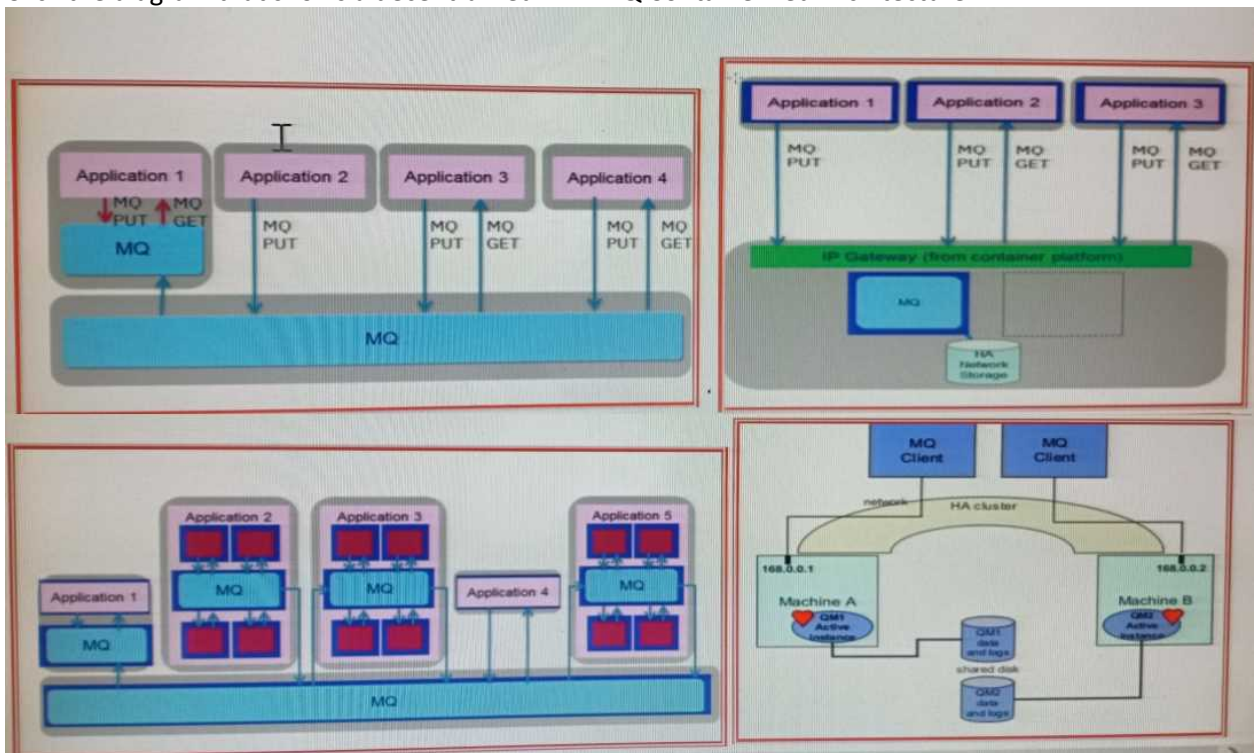 Application 1
Application 2
Application 3
Application 4
MQ PUT
MQ GET
MQ PUT
MQ PUT
MQ GET
MQ PUT
MQ GET
MQ
MQ
Application 1
Application 2
Application 3
MQ PUT
MQ PUT
MQ GET
MQ PUT
MQ GET
IP Gateway (from container platform)
MQ
HA
Network
Storage
Application 1
Application 2
Application 3
Application 4
Application 5
MQ
MQ
MQ
MQ
MQ
MQ
Client
MQ
Client
network
HA cluster
168.0.0.1
168.0.0.2
Machine A
Machine B
QM1
Active
Instance
QM2
Active
Instance
QM1
data
and logs
shared disk
QM2
data
and logs